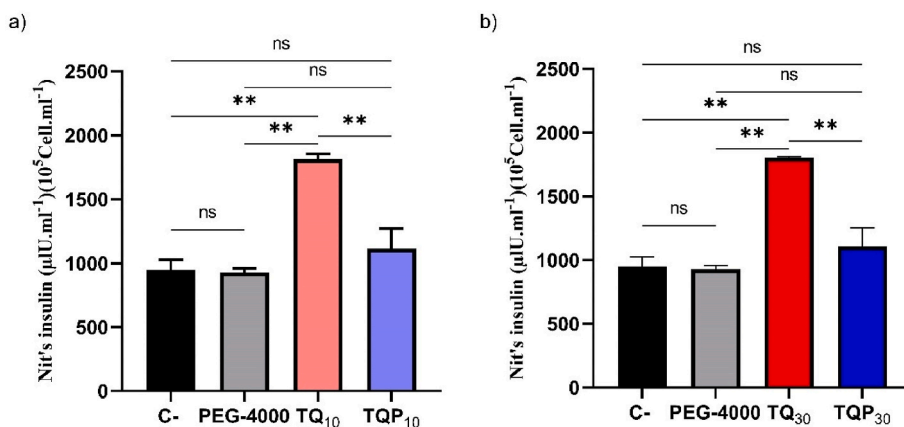 a)
ns
ns
**
**
**
ns
Nit's insulin (µIU.ml⁻¹)(10⁵Cell.ml⁻¹)
2500
2000
1500
1000
500
0
C-
PEG-4000
TQ₁₀
TQP₁₀
b)
ns
ns
**
**
**
ns
Nit's insulin (µIU.ml⁻¹)(10⁵Cell.ml⁻¹)
2500
2000
1500
1000
500
0
C-
PEG-4000
TQ₃₀
TQP₃₀